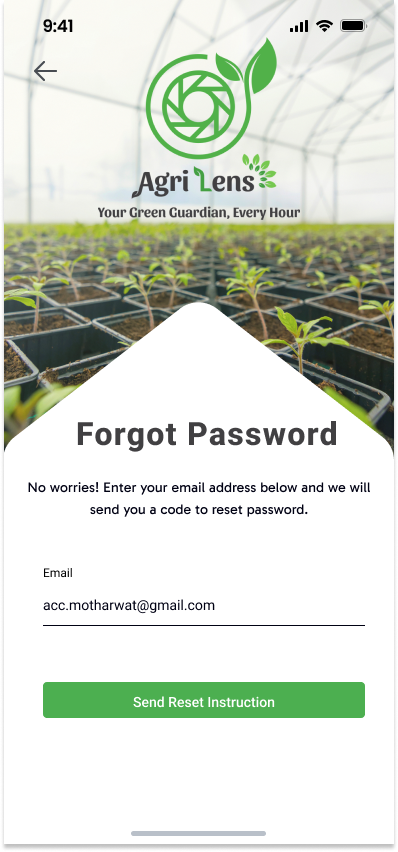 9:41
Agri Lens
Your Green Guardian, Every Hour
Forgot Password
No worries! Enter your email address below and we will
send you a code to reset password.
Email
acc.motharwat@gmail.com
Send Reset Instruction